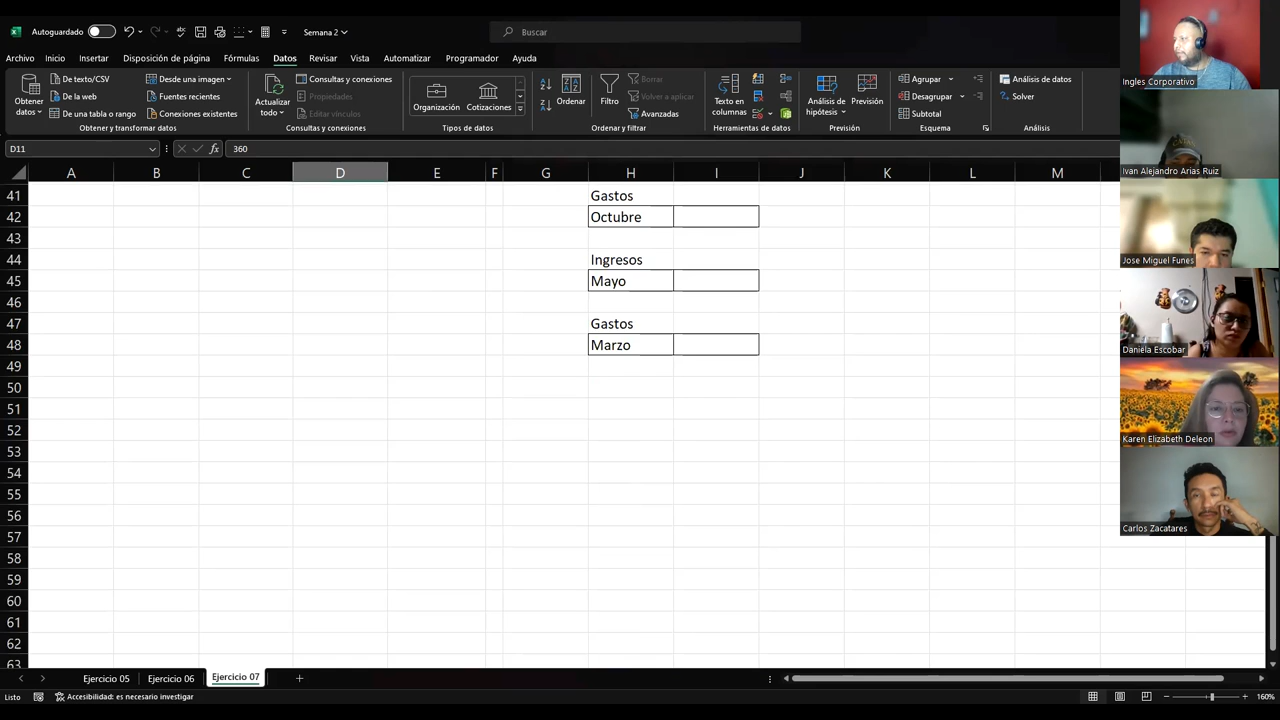 Autoguardado
Semana 2
Buscar
Archivo Inicio Insertar Disposición de página Fórmulas Datos Revisar Vista Automatizar Programador Ayuda
Obtener datos
De texto/CSV
De la web
De una tabla o rango
Desde una imagen
Fuentes recientes
Conexiones existentes
Obtener y transformar datos
Actualizar todo
Consultas y conexiones
Propiedades
Editar vínculos
Consultas y conexiones
Organización
Cotizaciones
Tipos de datos
Ordenar
Filtro
Borrar
Volver a aplicar
Avanzadas
Ordenar y filtrar
Texto en columnas
Herramientas de datos
Análisis de hipótesis
Previsión
Previsión
Agrupar
Desagrupar
Subtotal
Esquema
Análisis de datos
Solver
Análisis
D11
fx
360
A B C D E F G H I J K L M
41 Gastos
42 Octubre
43
44 Ingresos
45 Mayo
46
47 Gastos
48 Marzo
49
50
51
52
53
54
55
56
57
58
59
60
61
62
63
Ingles Corporativo
Ivan Alejandro Arias Ruiz
Jose Miguel Funes
Daniela Escobar
Karen Elizabeth Deleon
Carlos Zacatares
Ejercicio 05 Ejercicio 06 Ejercicio 07
Listo
Accesibilidad: es necesario investigar
160%